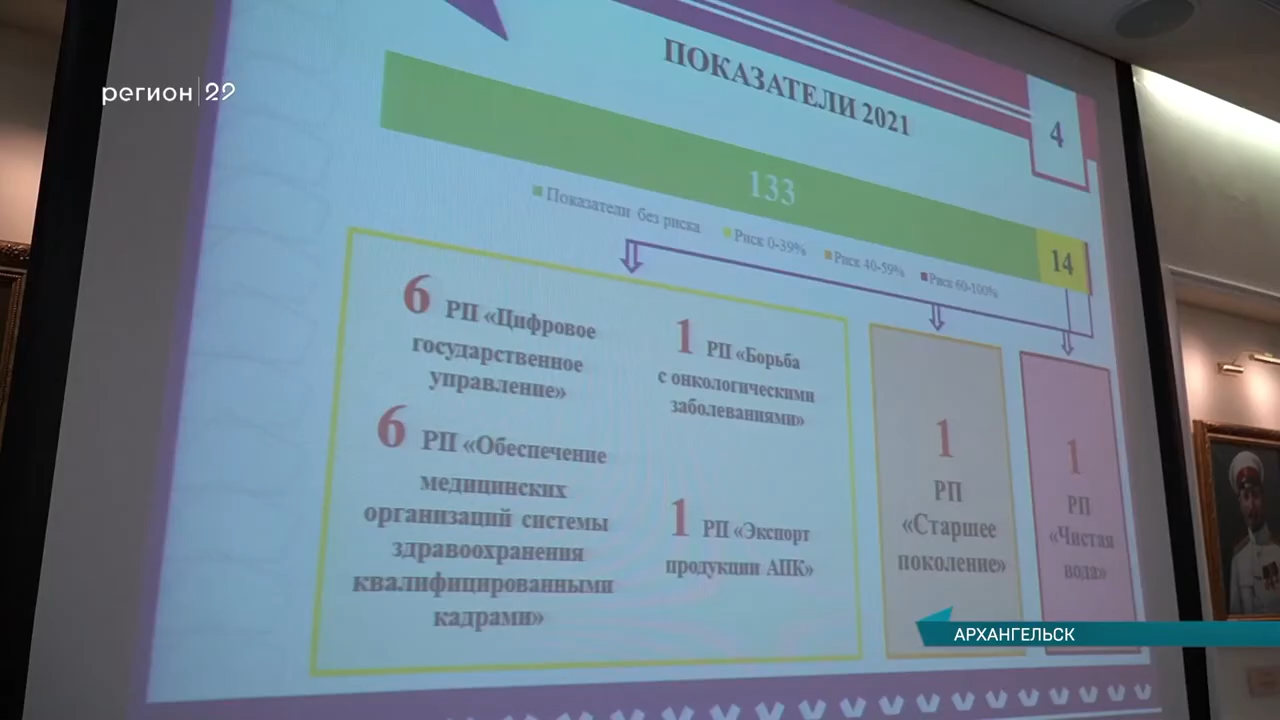 регион 29
ПОКАЗАТЕЛИ 2021
4
133
14
Показатели без риска
Риск 0-39%
Риск 40-59%
Риск 60-100%
6 РП «Цифровое
государственное
управление»
6 РП «Обеспечение
медицинских
организаций системы
здравоохранения
квалифицированными
кадрами»
1 РП «Борьба
с онкологическими
заболеваниями»
1 РП «Экспорт
продукции АПК»
1
РП
«Старшее
поколение»
1
РП
«Чистая
вода»
АРХАНГЕЛЬСК